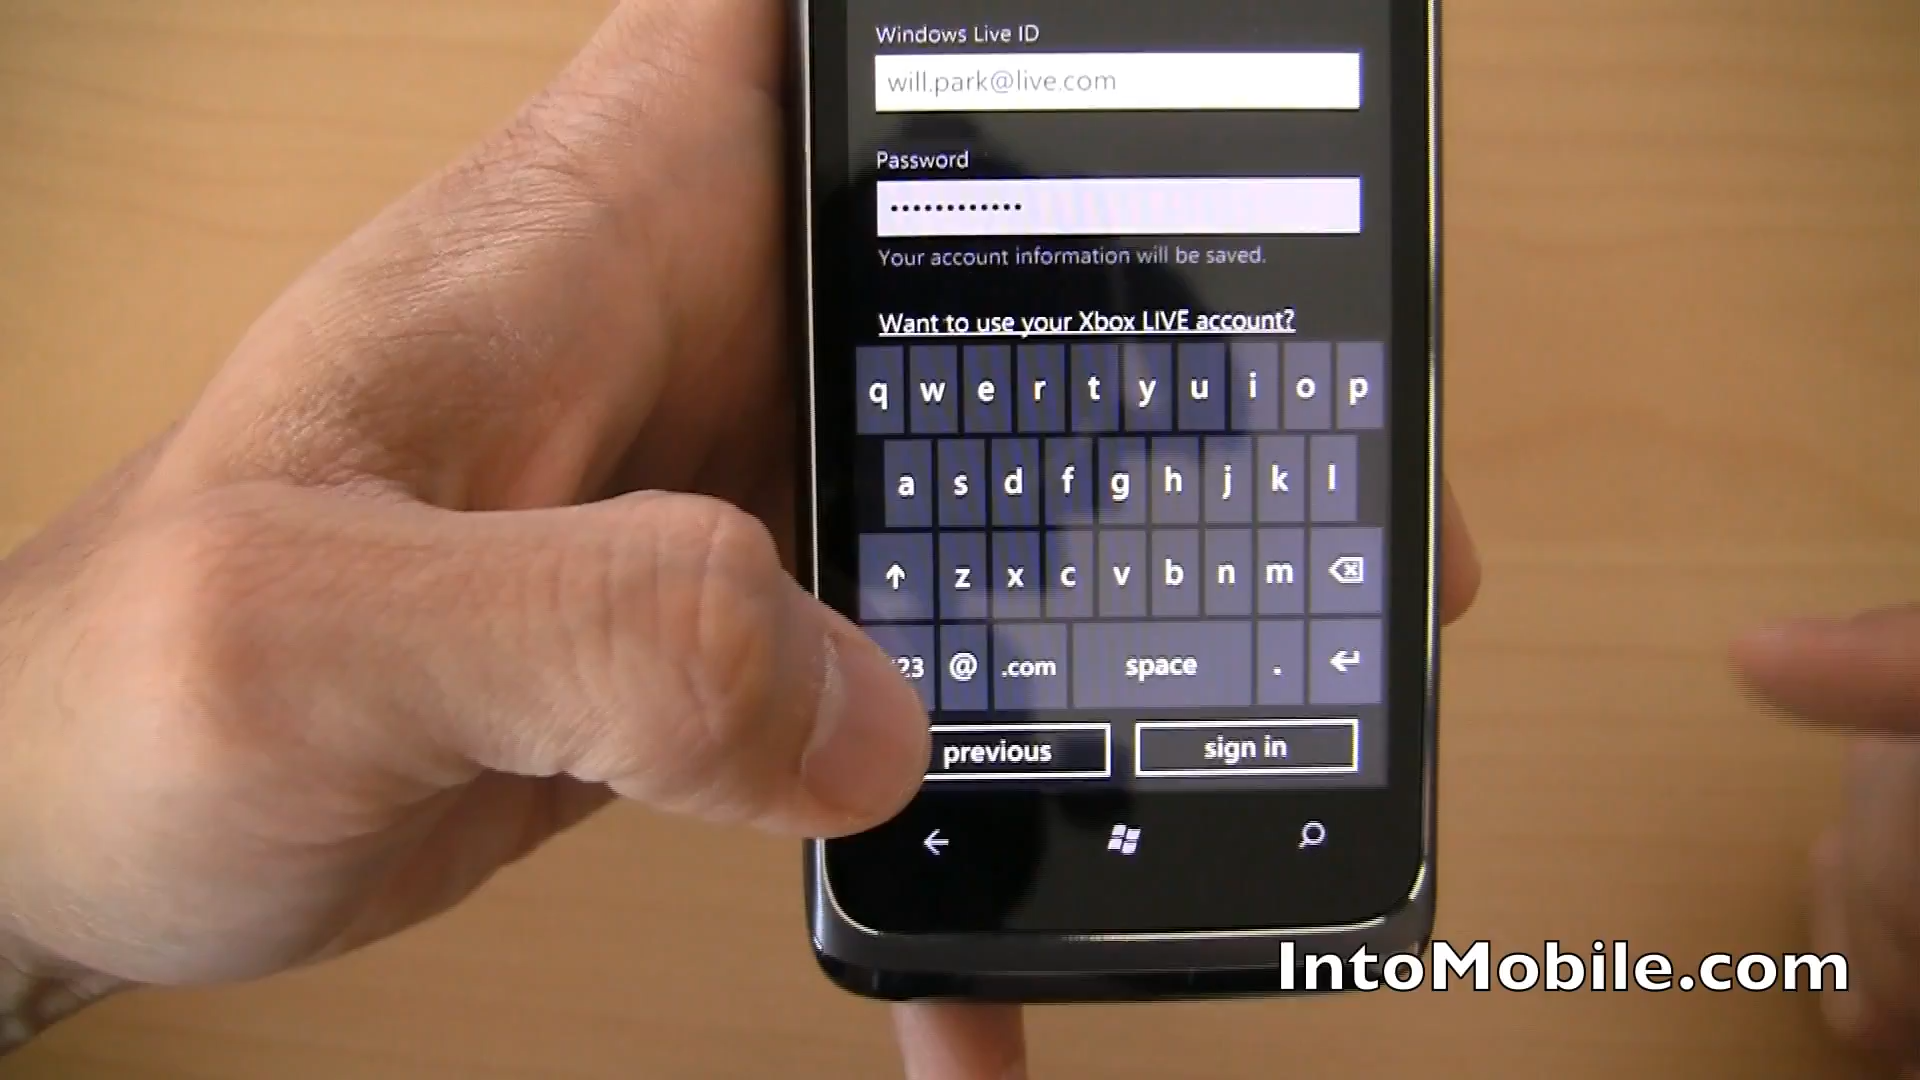 Windows Live ID
will.park@live.com
Password
••••••••••••
Your account information will be saved.
Want to use your Xbox LIVE account?
q w e r t y u i o p
a s d f g h j k l
z x c v b n m
23 @ .com space .
previous sign in
IntoMobile.com